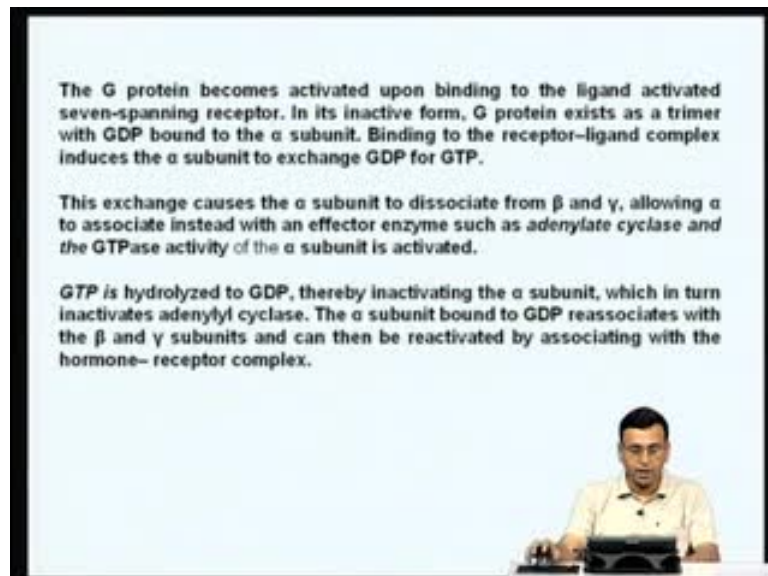 The G protein becomes activated upon binding to the ligand activated
seven-spanning receptor. In its inactive form, G protein exists as a trimer
with GDP bound to the α subunit. Binding to the receptor–ligand complex
induces the α subunit to exchange GDP for GTP.
This exchange causes the α subunit to dissociate from β and γ, allowing α
to associate instead with an effector enzyme such as adenylate cyclase and
the GTPase activity of the α subunit is activated.
GTP is hydrolyzed to GDP, thereby inactivating the α subunit, which in turn
inactivates adenylyl cyclase. The α subunit bound to GDP reassociates with
the β and γ subunits and can then be reactivated by associating with the
hormone– receptor complex.